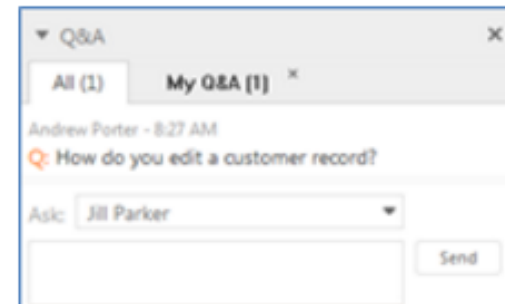 Q&A
All (1) My Q&A (1)
Andrew Porter - 8:27 AM
Q: How do you edit a customer record?
Ask: Jill Parker
Send